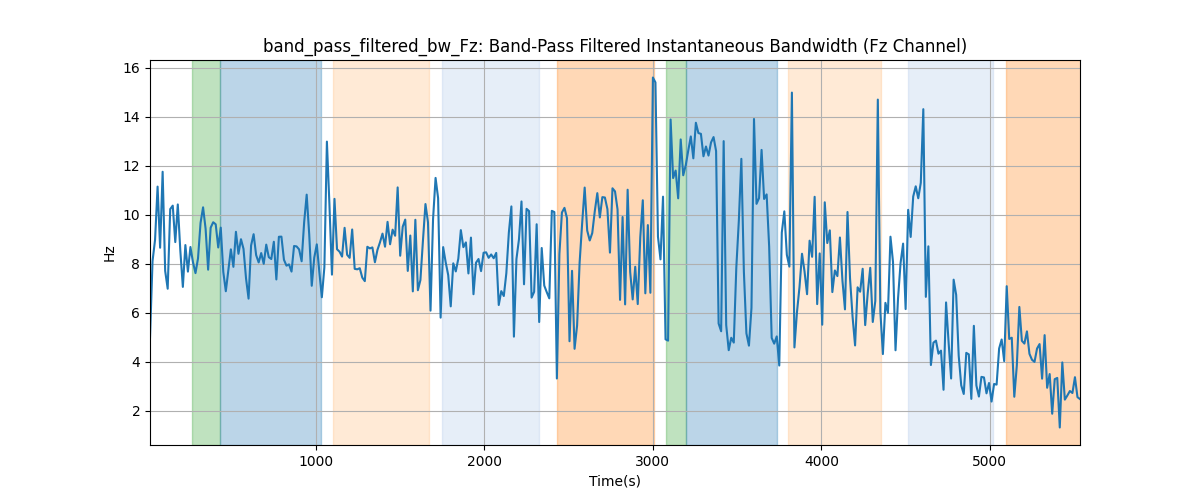 band_pass_filtered_bw_Fz: Band-Pass Filtered Instantaneous Bandwidth (Fz Channel)
16
14
12
10
8
6
4
2
Hz
1000 2000 3000 4000 5000
Time(s)